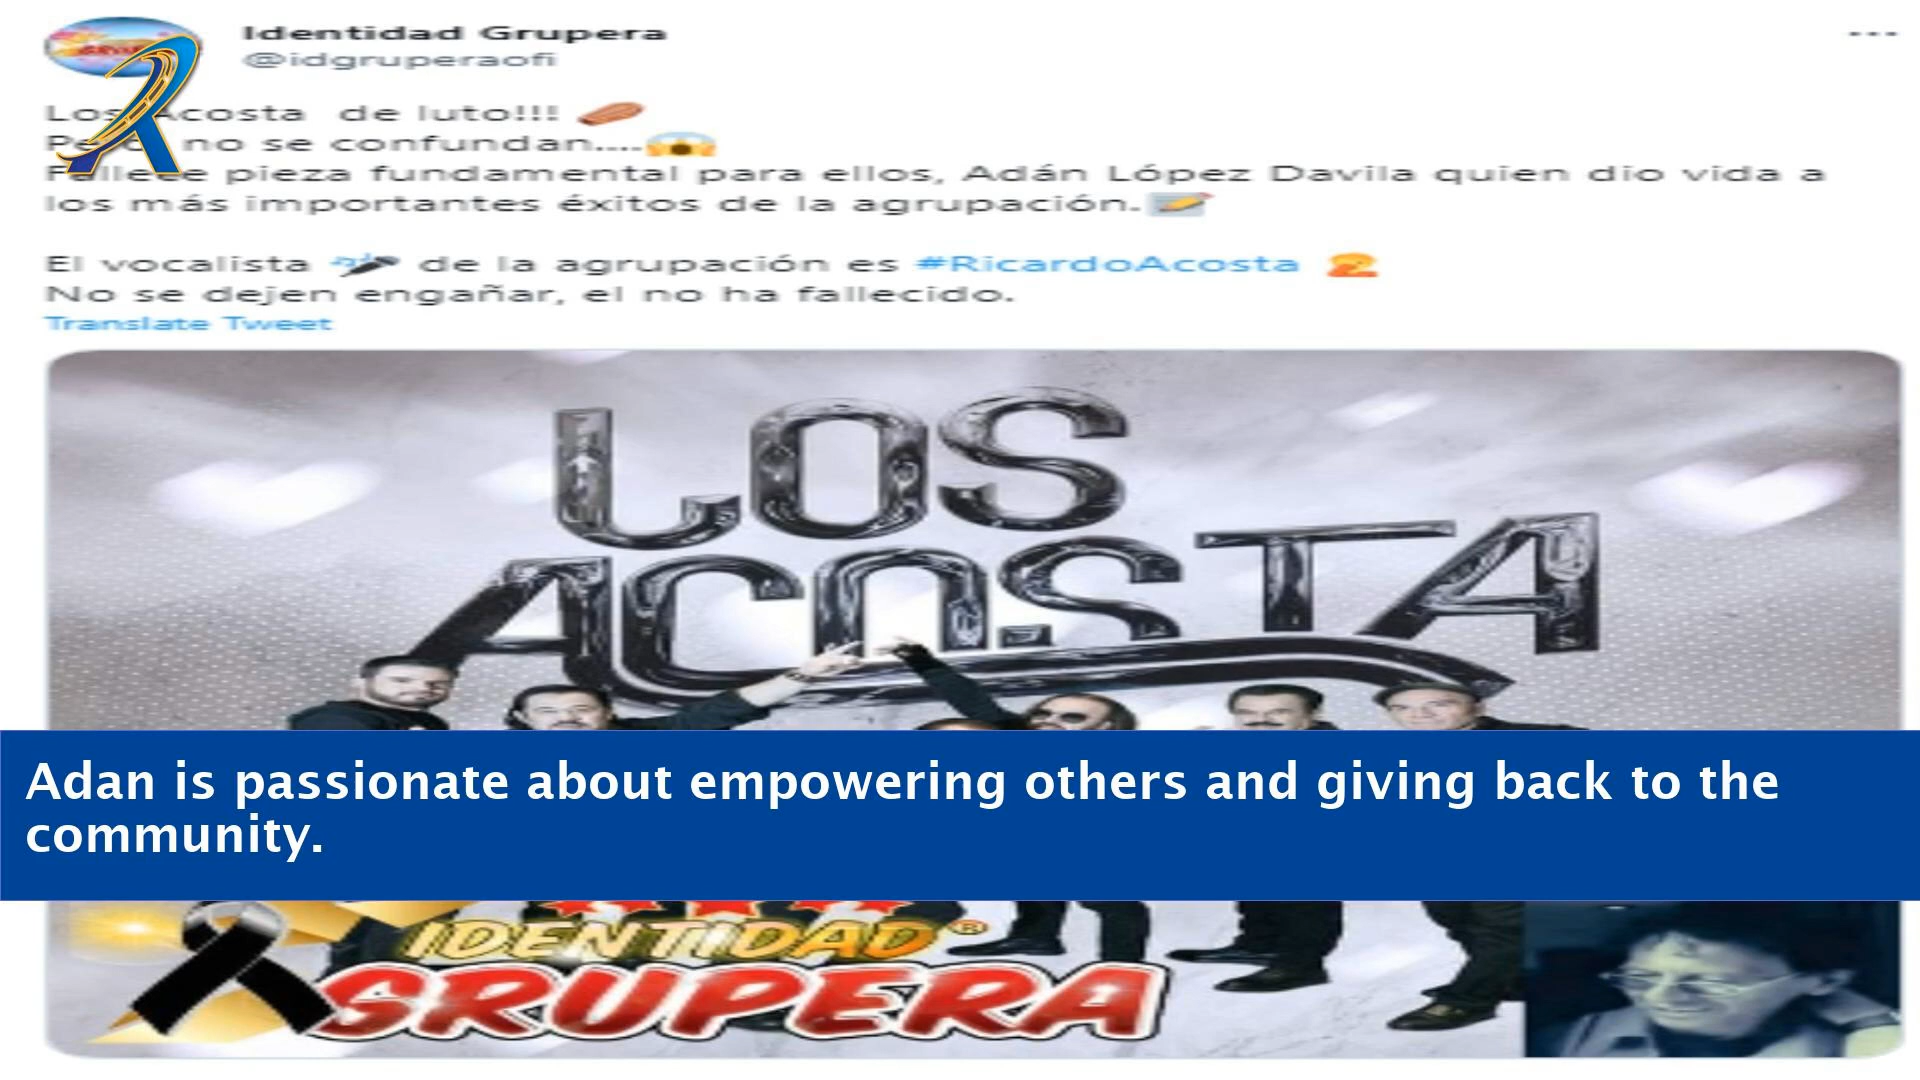 Identidad Grupera
@idgruperaofi
Los Acosta de luto!!!
no se confundan....
Fallece pieza fundamental para ellos, Adán López Davila quien dio vida a
los más importantes éxitos de la agrupación.
El vocalista de la agrupación es #RicardoAcosta
No se dejen engañar, el no ha fallecido.
Translate Tweet
LOS
ACOSTA
Adan is passionate about empowering others and giving back to the
community.
IDENTIDAD®
GRUPERA